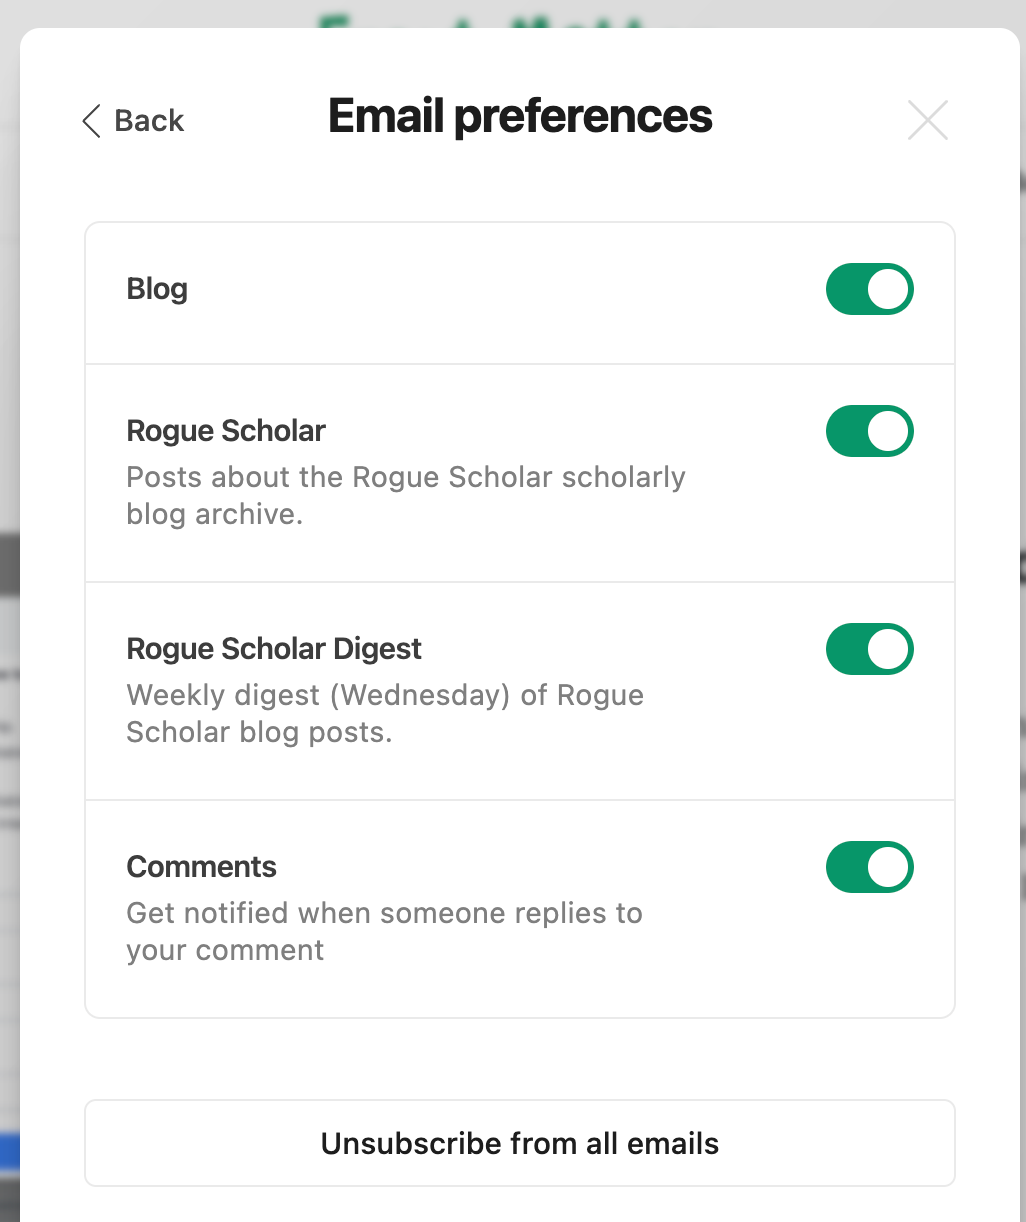 Back
Email preferences
Blog
Rogue Scholar
Posts about the Rogue Scholar scholarly
blog archive.
Rogue Scholar Digest
Weekly digest (Wednesday) of Rogue
Scholar blog posts.
Comments
Get notified when someone replies to
your comment
Unsubscribe from all emails